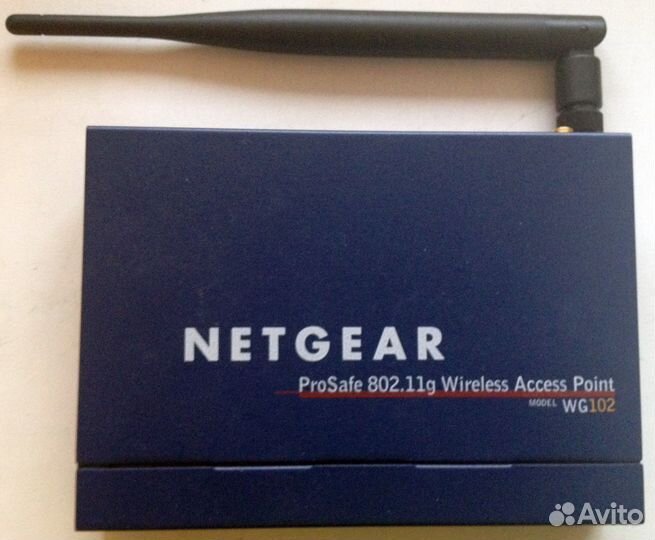 NETGEAR
ProSafe 802.11g Wireless Access Point
MODEL WG102
Avito